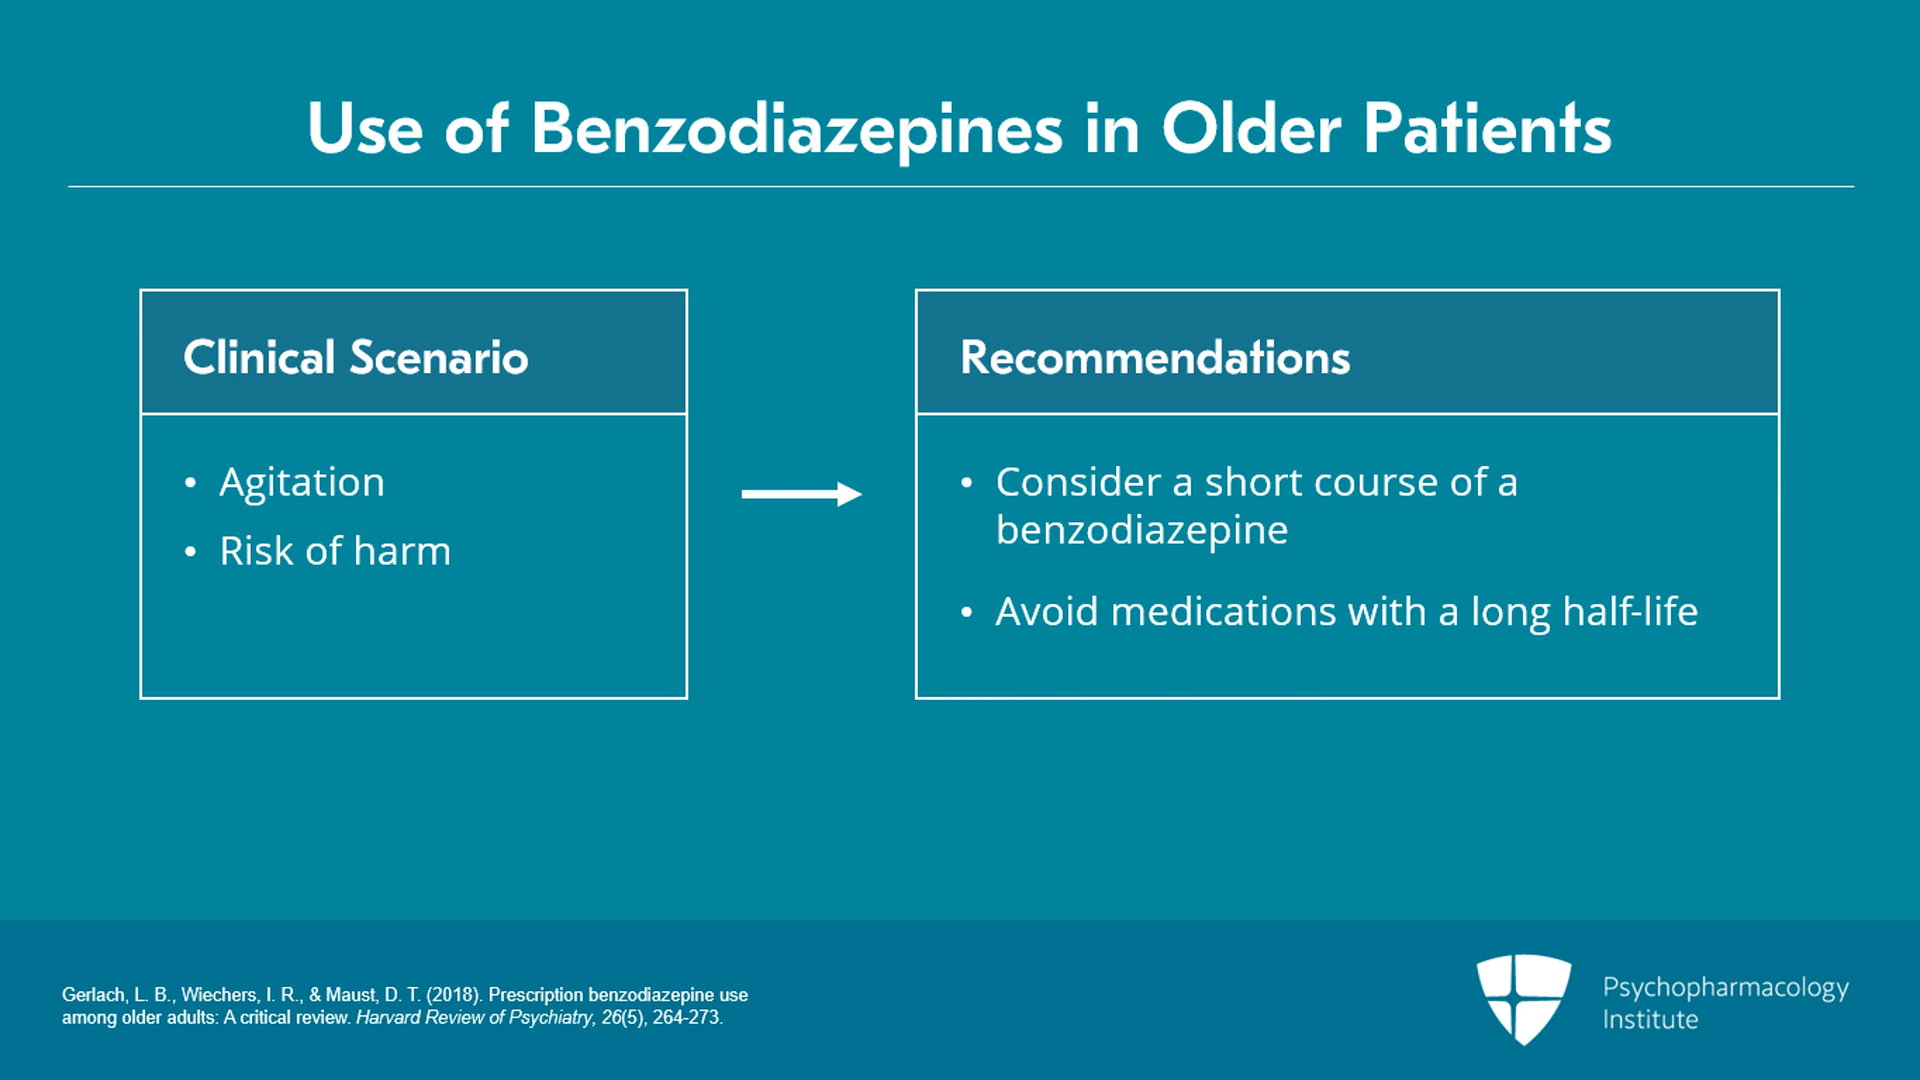 Use of Benzodiazepines in Older Patients
Clinical Scenario
• Agitation
• Risk of harm
Recommendations
• Consider a short course of a
benzodiazepine
• Avoid medications with a long half-life
Gerlach, L. B., Wiechers, I. R., & Maust, D. T. (2018). Prescription benzodiazepine use
among older adults: A critical review. Harvard Review of Psychiatry, 26(5), 264-273.
Psychopharmacology
Institute